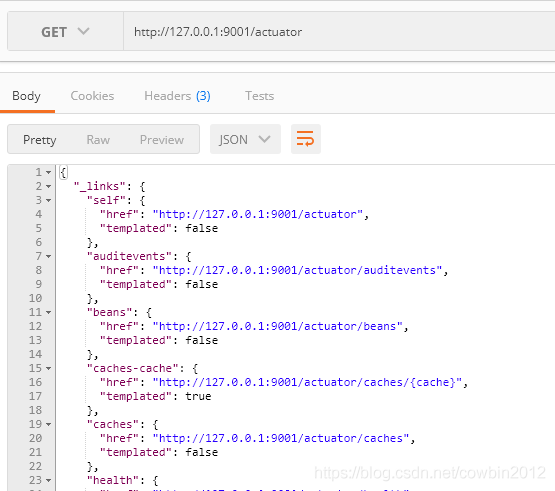 GET http://127.0.0.1:9001/actuator
Body Cookies Headers (3) Tests
Pretty Raw Preview JSON
1 {
2 "_links": {
3 "self": {
4 "href": "http://127.0.0.1:9001/actuator",
5 "templated": false
6 },
7 "auditevents": {
8 "href": "http://127.0.0.1:9001/actuator/auditevents",
9 "templated": false
10 },
11 "beans": {
12 "href": "http://127.0.0.1:9001/actuator/beans",
13 "templated": false
14 },
15 "caches-cache": {
16 "href": "http://127.0.0.1:9001/actuator/caches/{cache}",
17 "templated": true
18 },
19 "caches": {
20 "href": "http://127.0.0.1:9001/actuator/caches",
21 "templated": false
22 },
23 "health": {
https://blog.csdn.net/cowbin2012